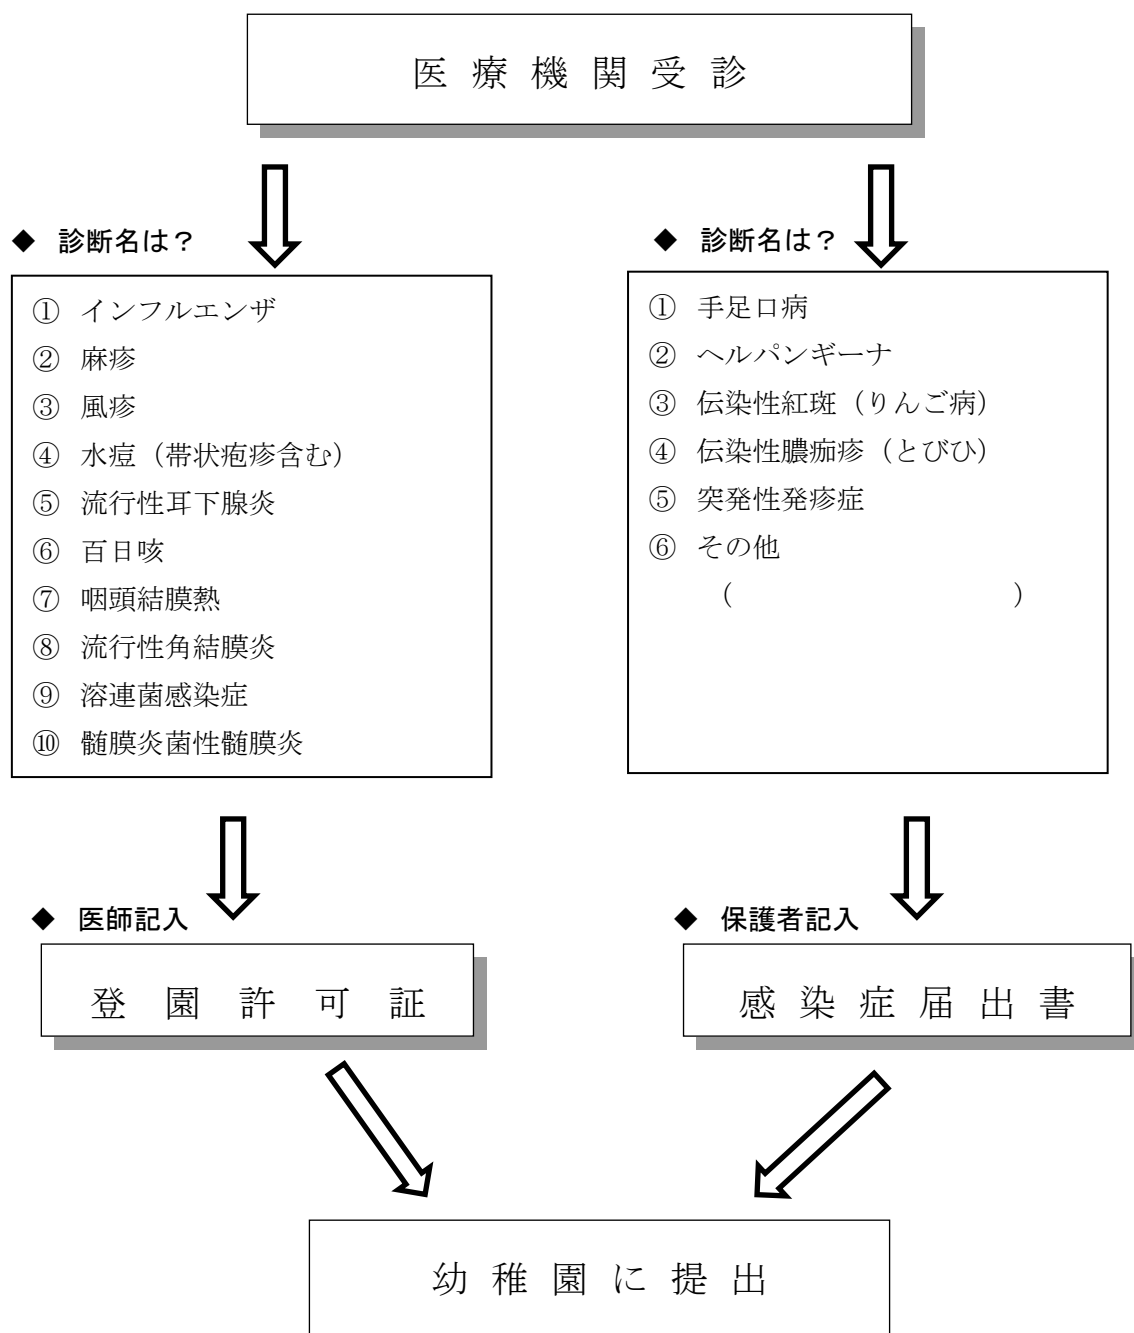 医療機関受診
◆ 診断名は？
① インフルエンザ
② 麻疹
③ 風疹
④ 水痘（帯状疱疹含む）
⑤ 流行性耳下腺炎
⑥ 百日咳
⑦ 咽頭結膜熱
⑧ 流行性角結膜炎
⑨ 溶連菌感染症
⑩ 髄膜炎菌性髄膜炎
◆ 医師記入
登園許可証
◆ 診断名は？
① 手足口病
② ヘルパンギーナ
③ 伝染性紅斑（りんご病）
④ 伝染性膿痂疹（とびひ）
⑤ 突発性発疹症
⑥ その他
（　　　　　　　　　　）
◆ 保護者記入
感染症届出書
幼稚園に提出